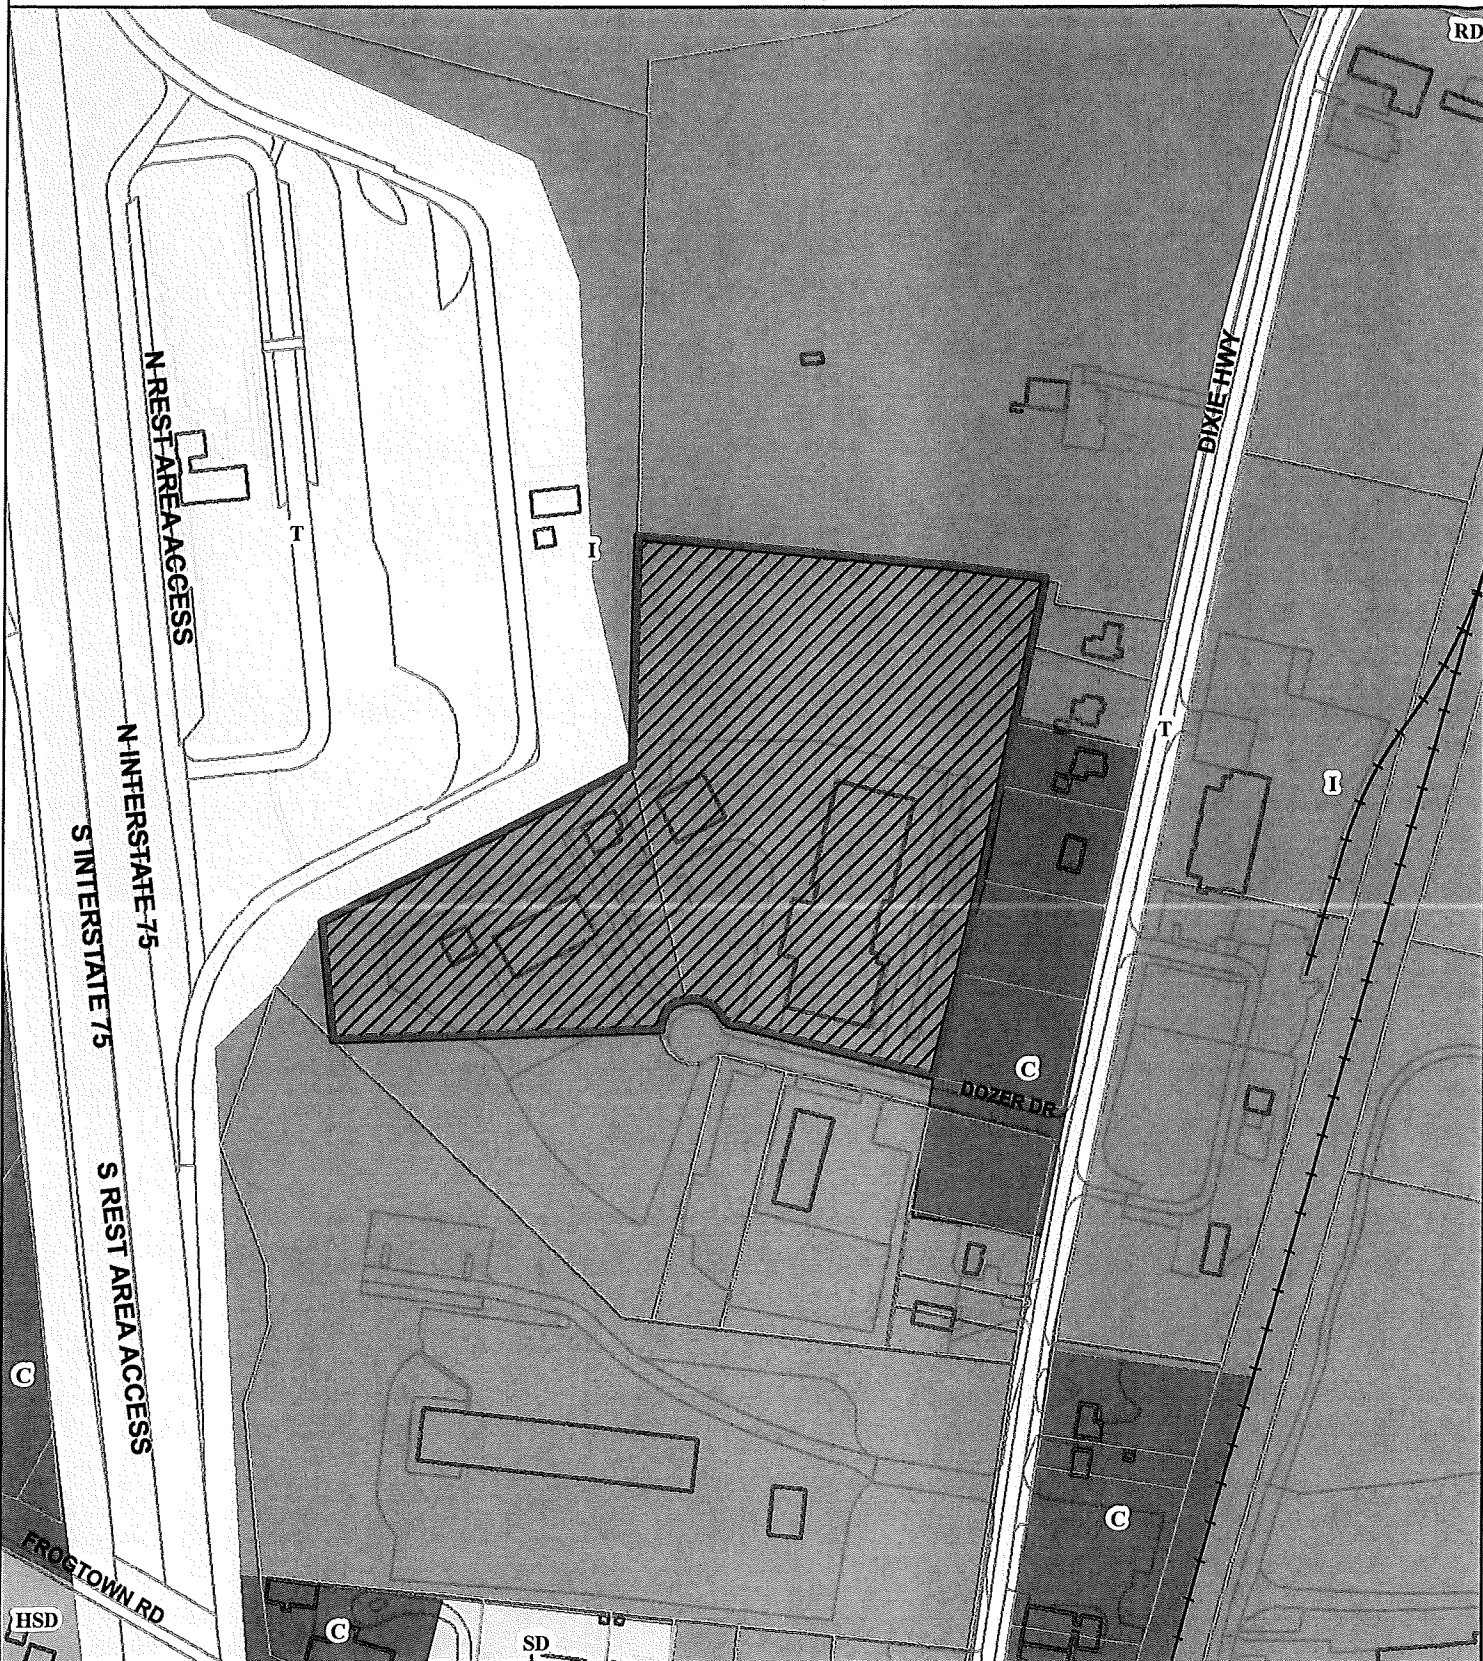 RD
DIXIE HWY
N REST AREA ACCESS
T
I
N INTERSTATE 75
S INTERSTATE 75
T
I
C
DOZER DR
S REST AREA ACCESS
C
C
FROGTOWN RD
HSD
C
SD